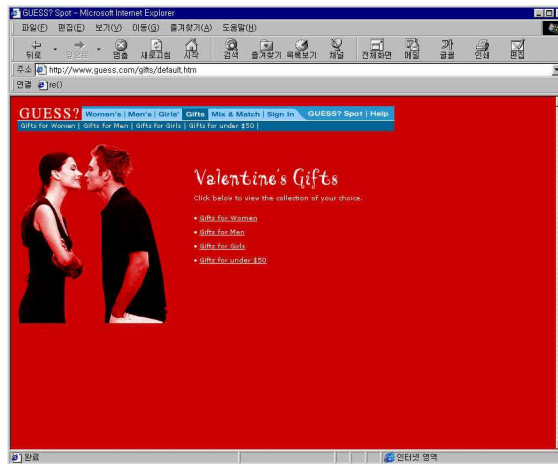 GUESS? Spot - Microsoft Internet Explorer
파일(F) 편집(E) 보기(V) 이동(G) 즐겨찾기(A) 도움말(H)
뒤로 앞으로 멈춤 새로고침 시작 검색 즐겨찾기 목록보기 채널 전체화면 메일 글꼴 인쇄 편집
주소 http://www.guess.com/gifts/default.htm
연결 re()
GUESS? Women's | Men's | Girls' Gifts Mix & Match | Sign In GUESS? Spot | Help
Gifts for Women | Gifts for Men | Gifts for Girls | Gifts for under $50 |
Valentine's Gifts
Click below to view the collection of your choice.
• Gifts for Women
• Gifts for Men
• Gifts for Girls
• Gifts for under $50
완료 인터넷 영역